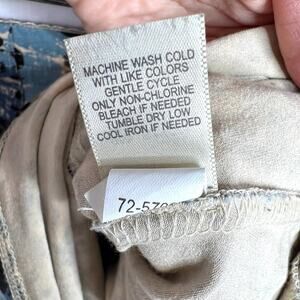 MACHINE WASH COLD
WITH LIKE COLORS
GENTLE CYCLE
ONLY NON-CHLORINE
BLEACH IF NEEDED
TUMBLE DRY LOW
COOL IRON IF NEEDED